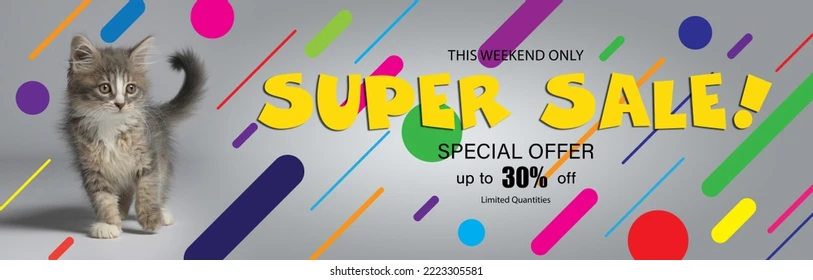 THIS WEEKEND ONLY
SUPER SALE!
SPECIAL OFFER
up to 30% off
Limited Quantities
shutterstock.com · 2223305581